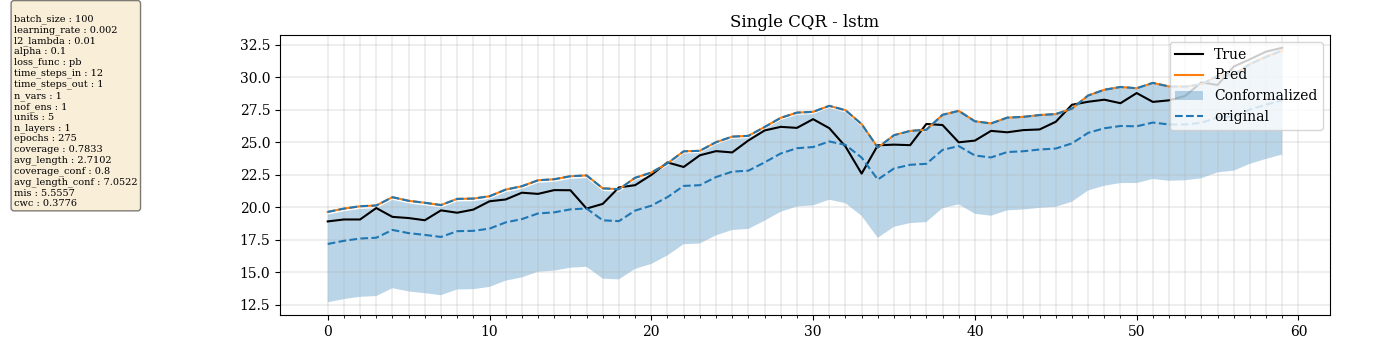 batch_size : 100
learning_rate : 0.002
l2_lambda : 0.01
alpha : 0.1
loss_func : pb
time_steps_in : 12
time_steps_out : 1
n_vars : 1
nof_ens : 1
units : 5
n_layers : 1
epochs : 275
coverage : 0.7833
avg_length : 2.7102
coverage_conf : 0.8
avg_length_conf : 7.0522
mis : 5.5557
cwc : 0.3776
Single CQR - lstm
32.5
30.0
27.5
25.0
22.5
20.0
17.5
15.0
12.5
True
Pred
Conformalized
original
0 10 20 30 40 50 60